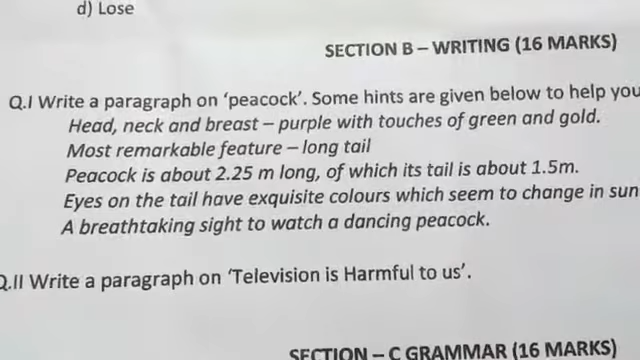 d) Lose
SECTION B – WRITING (16 MARKS)
Q.I Write a paragraph on ‘peacock’. Some hints are given below to help you
Head, neck and breast – purple with touches of green and gold.
Most remarkable feature – long tail
Peacock is about 2.25 m long, of which its tail is about 1.5m.
Eyes on the tail have exquisite colours which seem to change in sun
A breathtaking sight to watch a dancing peacock.
Q.II Write a paragraph on ‘Television is Harmful to us’.
SECTION – C GRAMMAR (16 MARKS)